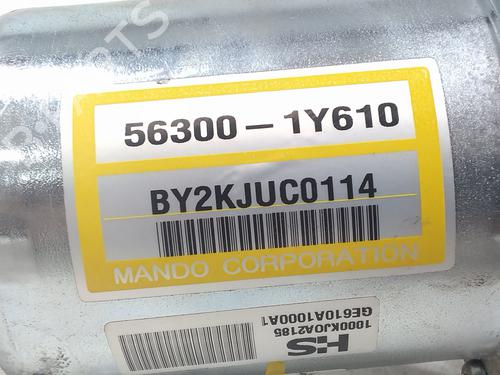 56300-1Y610
BY2KJUC0114
MANDO CORPORATION
HS
1000KJ0A2185
GE610A1000A1